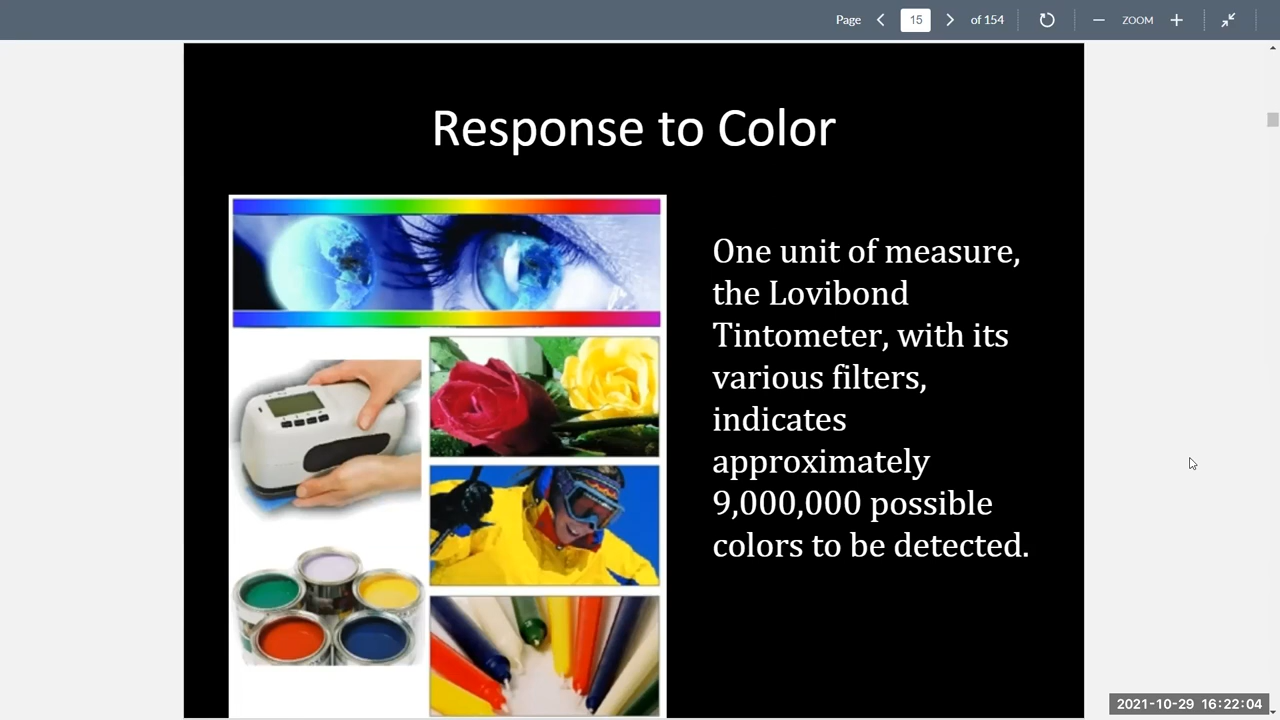 Page 15 of 154 ZOOM
Response to Color
One unit of measure,
the Lovibond
Tintometer, with its
various filters,
indicates
approximately
9,000,000 possible
colors to be detected.
2021-10-29 16:22:04